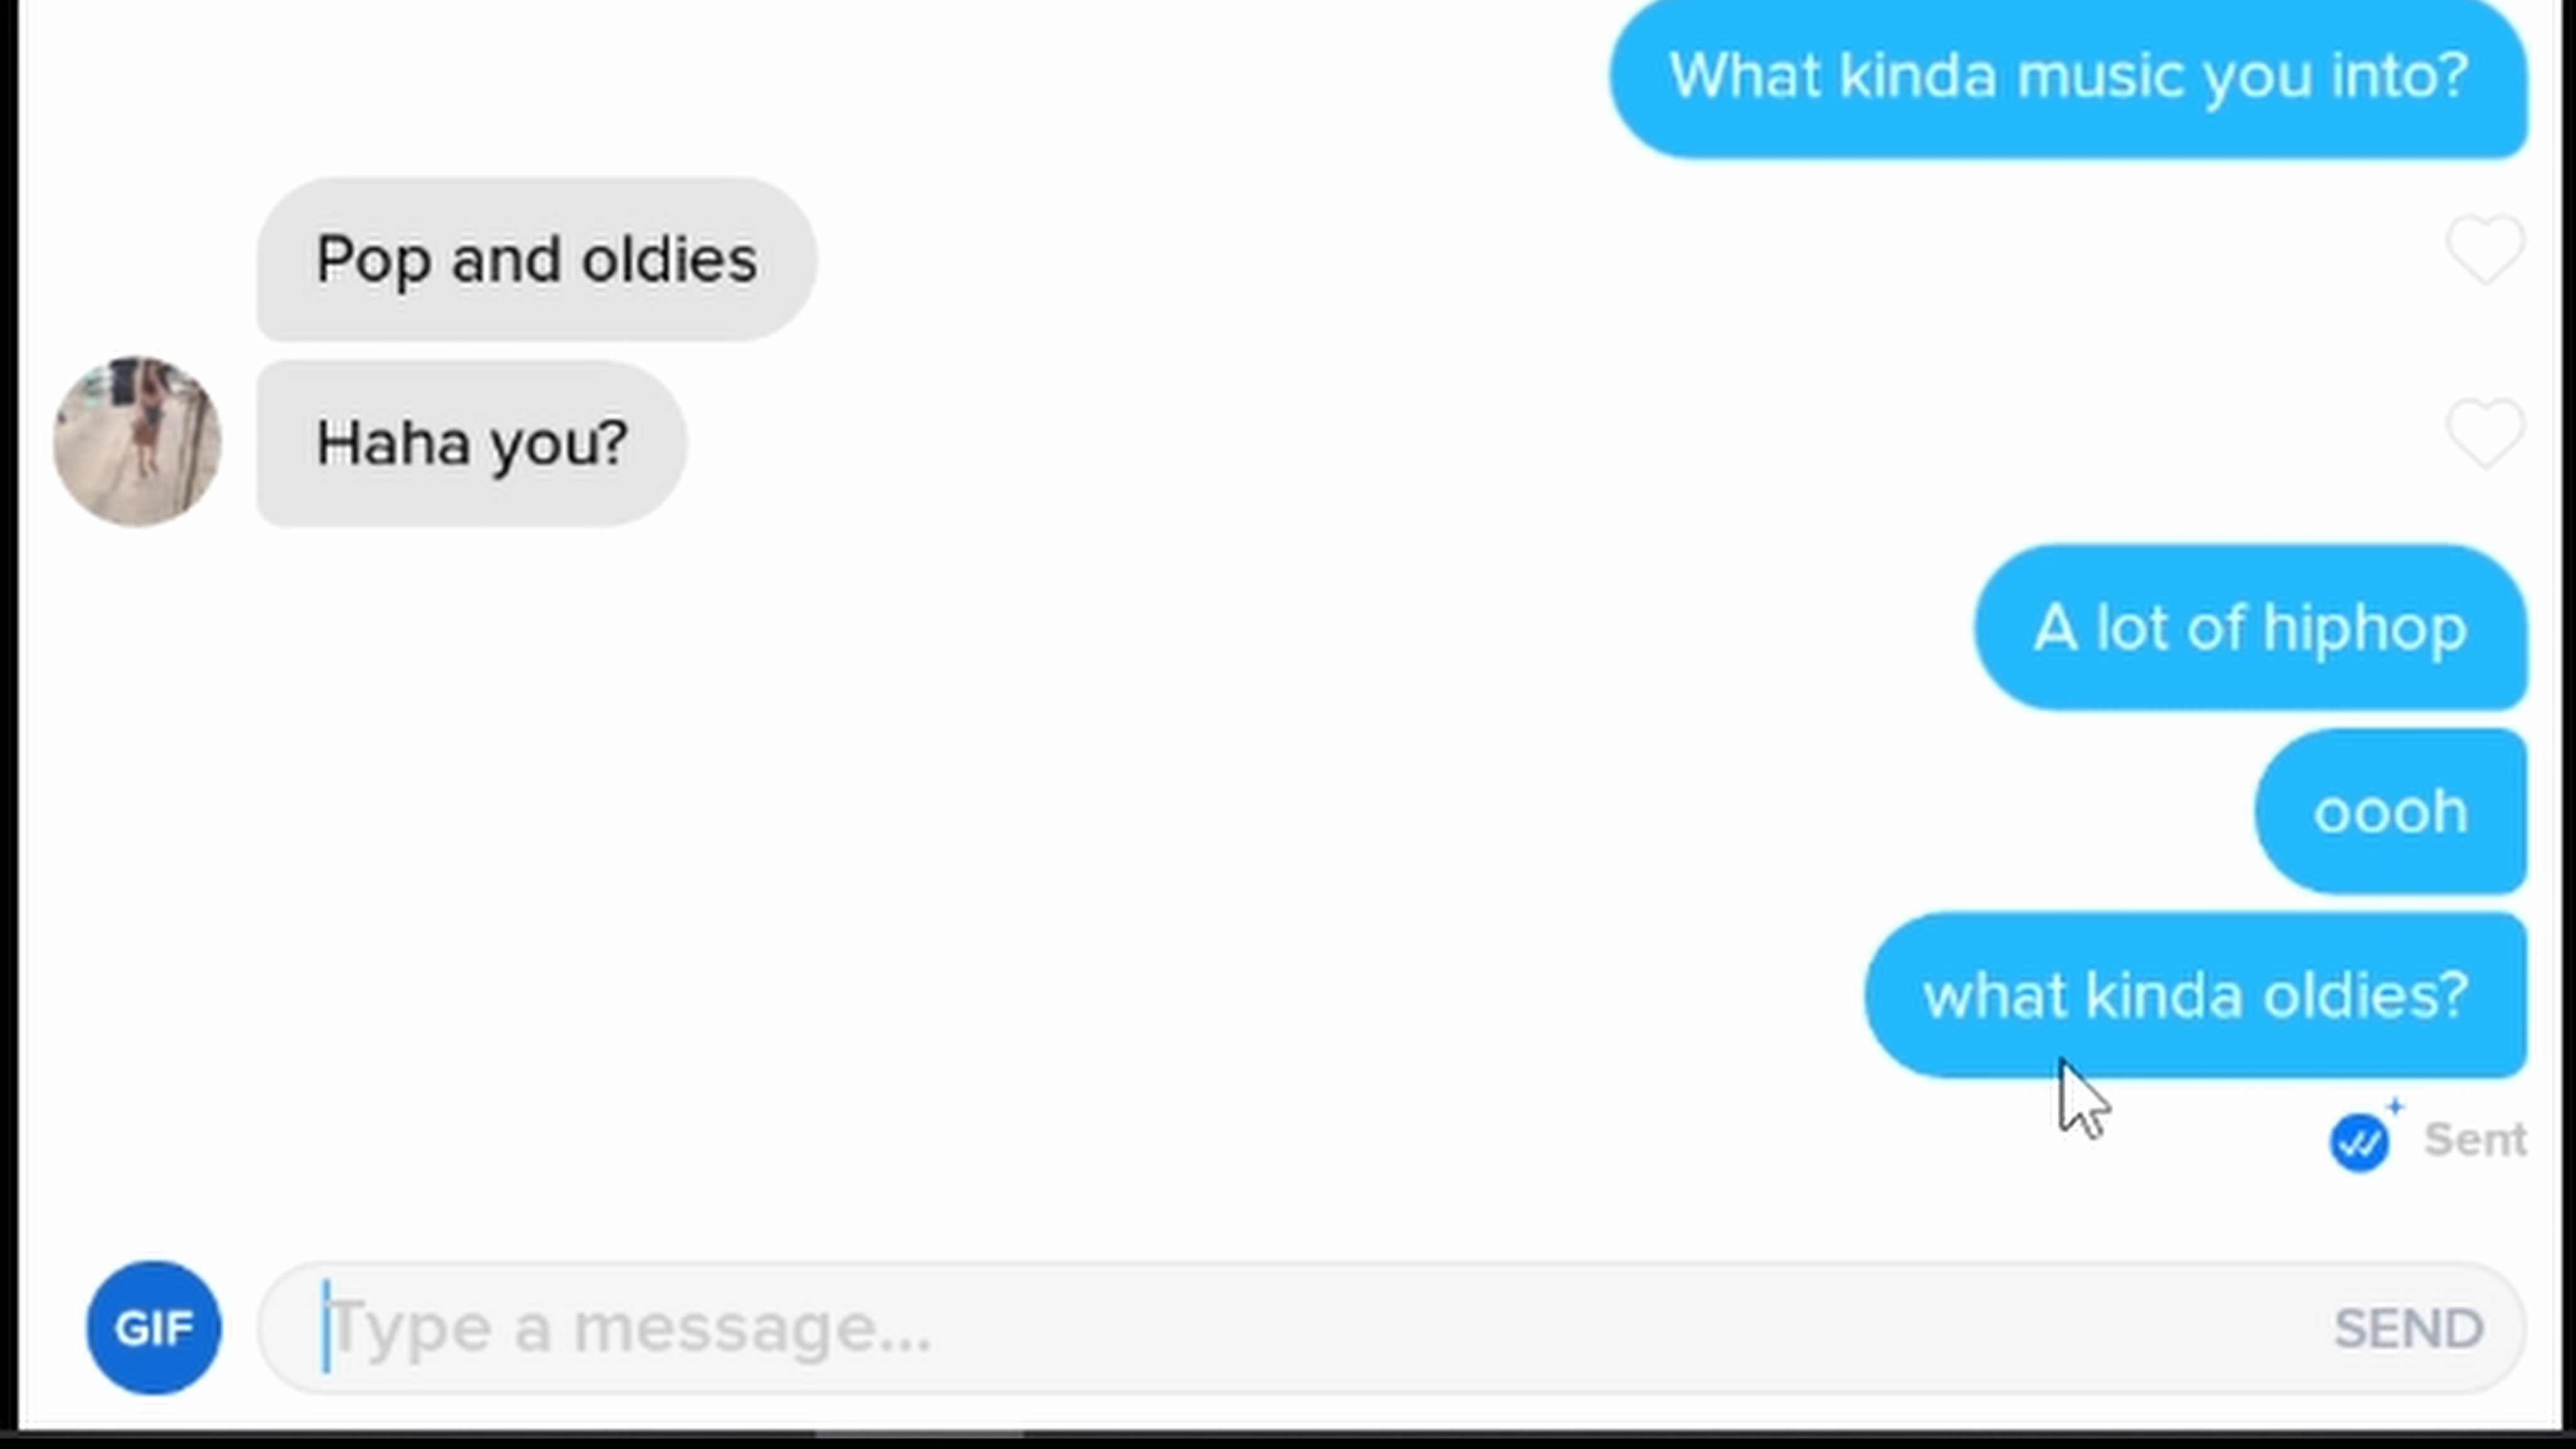 What kinda music you into?
Pop and oldies
Haha you?
A lot of hiphop
oooh
what kinda oldies?
Sent
GIF
Type a message...
SEND